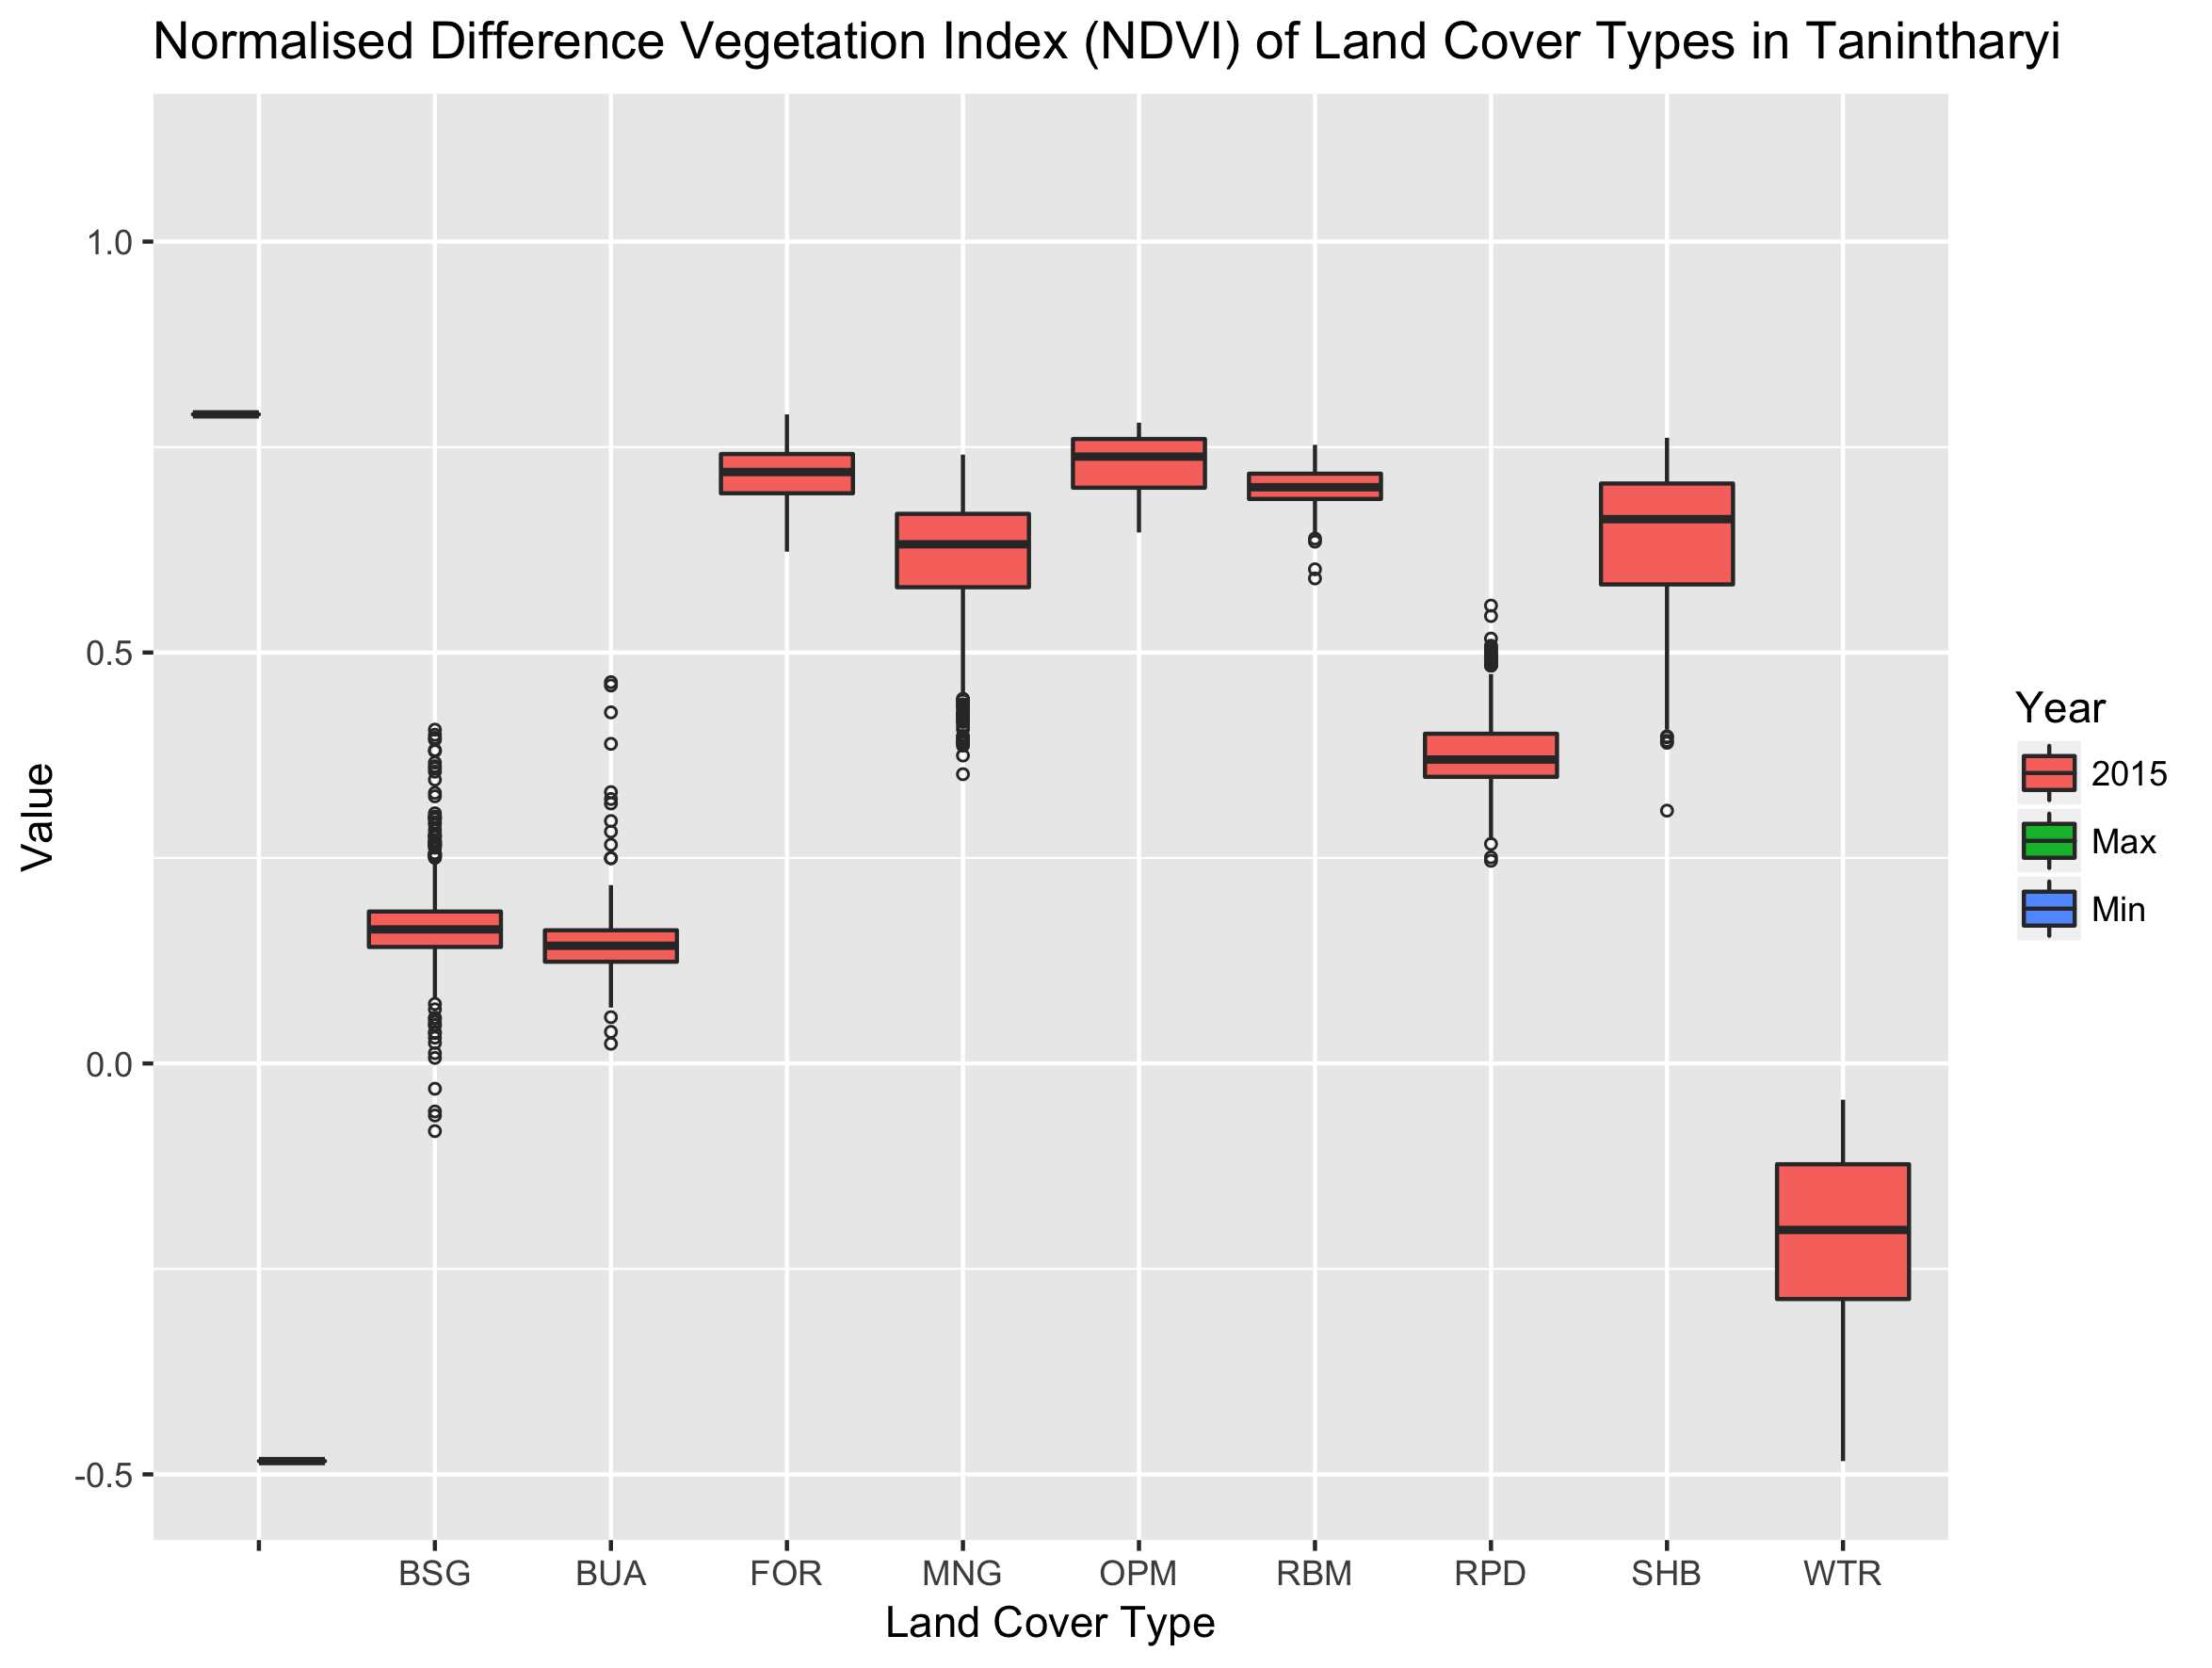 Normalised Difference Vegetation Index (NDVI) of Land Cover Types in Tanintharyi
1.0
0.5
0.0
-0.5
Value
BSG BUA FOR MNG OPM RBM RPD SHB WTR
Land Cover Type
Year
2015
Max
Min